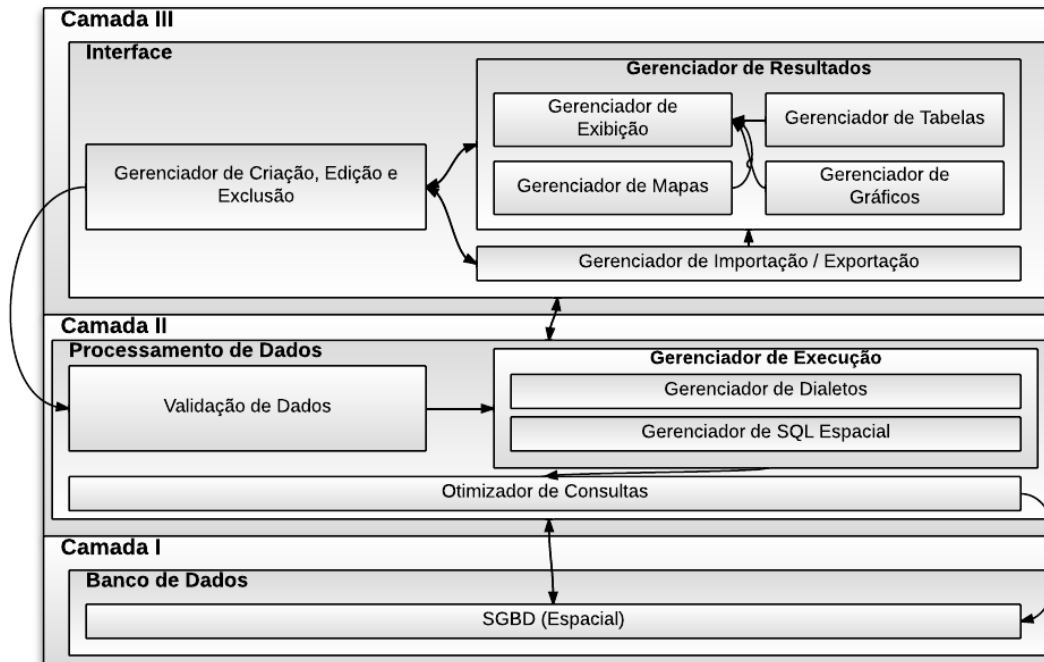 Camada III
Interface
Gerenciador de Resultados
Gerenciador de
Exibição
Gerenciador de Tabelas
Gerenciador de Criação, Edição e
Exclusão
Gerenciador de Mapas
Gerenciador de
Gráficos
Gerenciador de Importação / Exportação
Camada II
Processamento de Dados
Gerenciador de Execução
Validação de Dados
Gerenciador de Dialetos
Gerenciador de SQL Espacial
Otimizador de Consultas
Camada I
Banco de Dados
SGBD (Espacial)